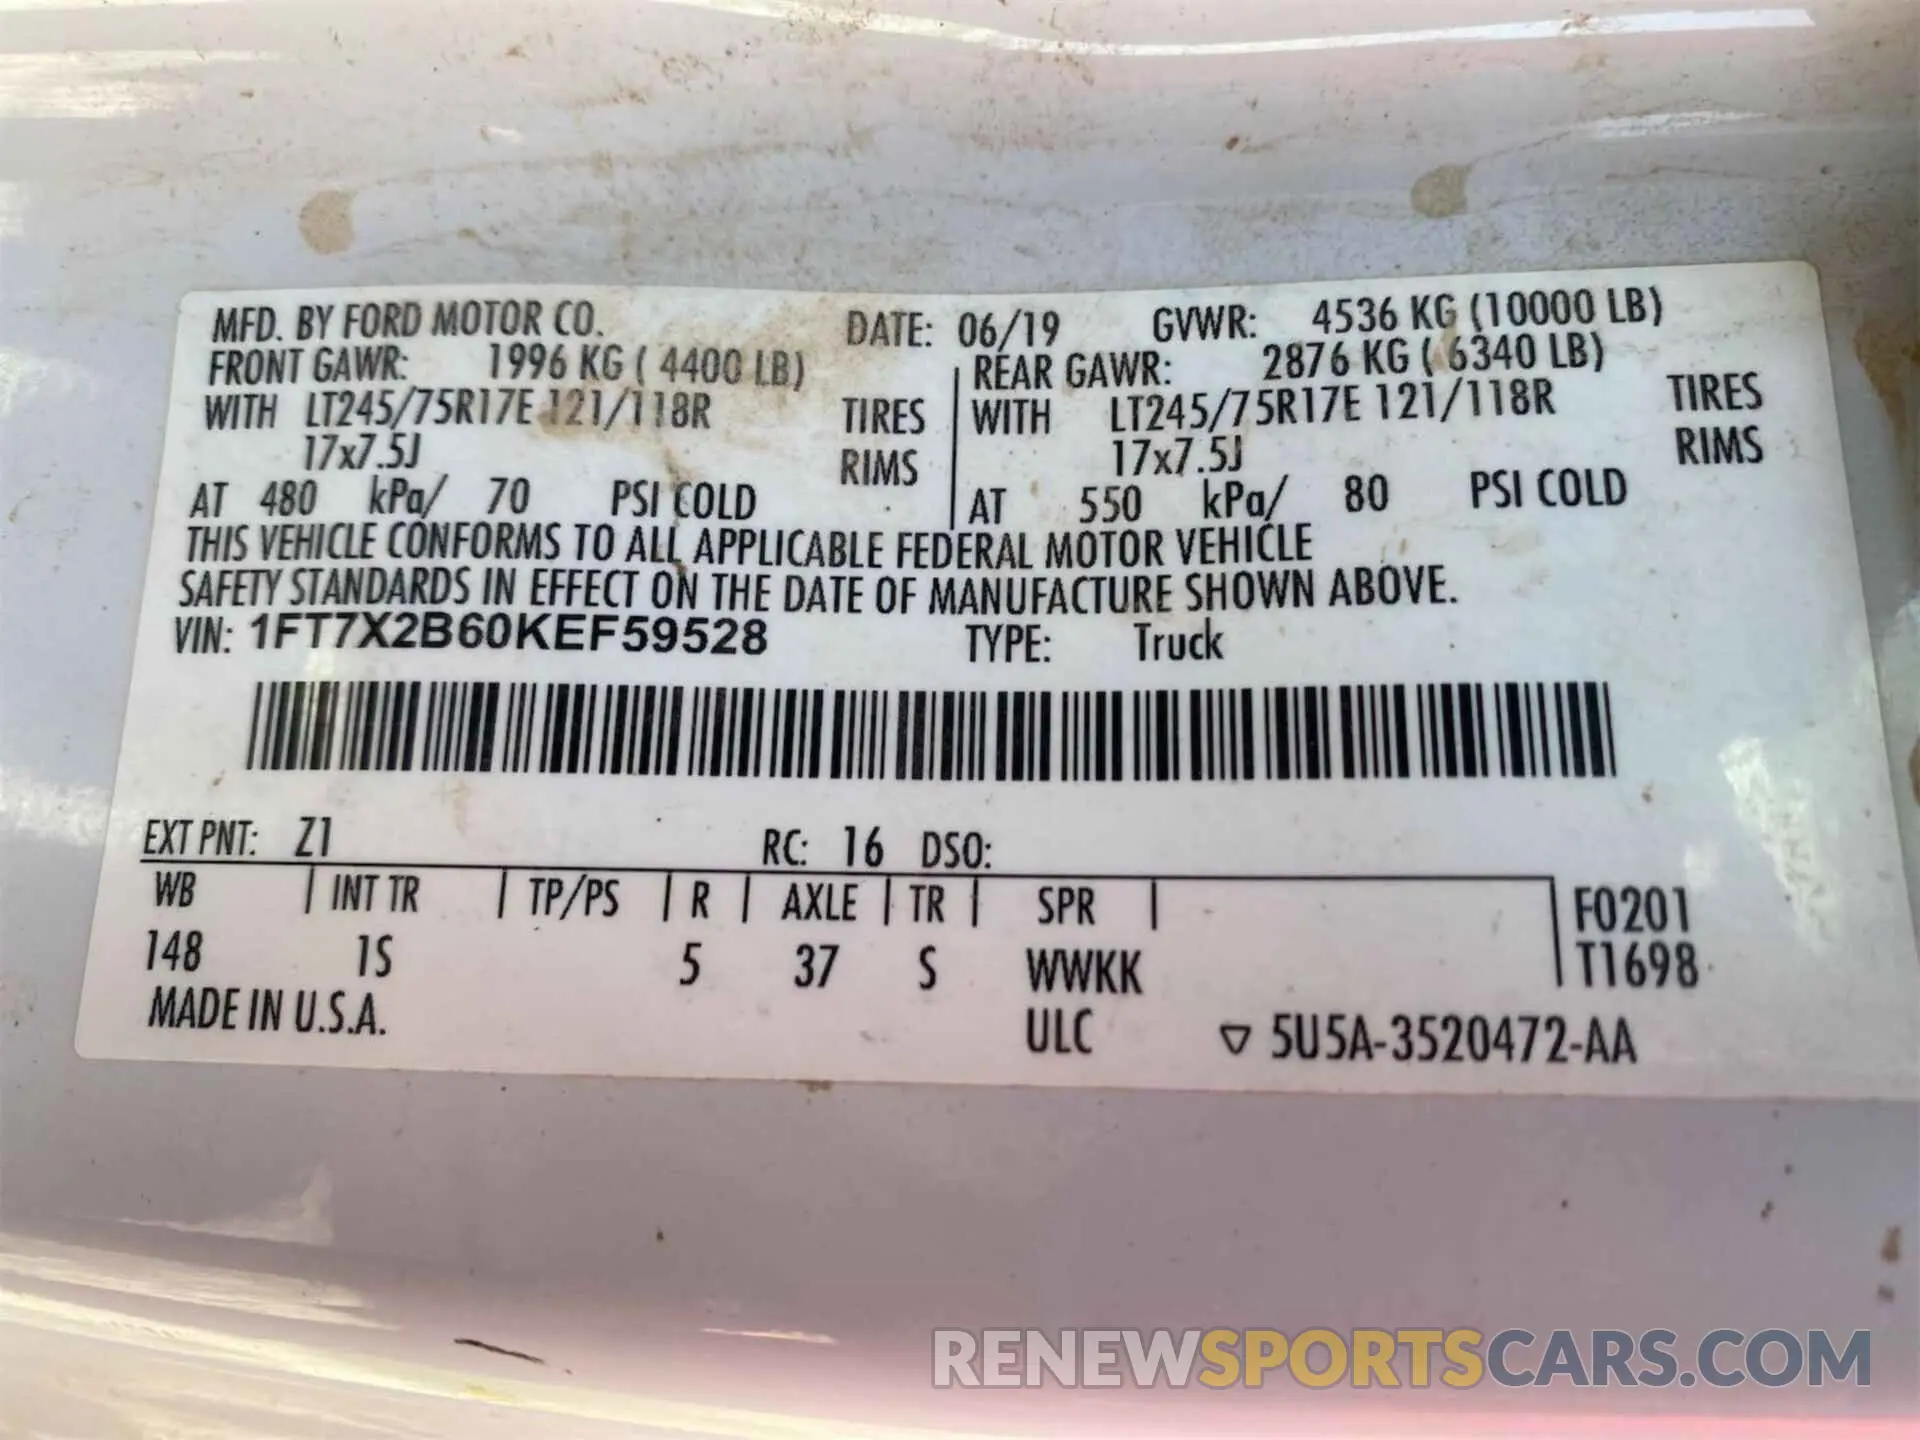 MFD. BY FORD MOTOR CO. DATE: 06/19 GVWR: 4536 KG (10000 LB)
FRONT GAWR: 1996 KG ( 4400 LB) REAR GAWR: 2876 KG ( 6340 LB)
WITH LT245/75R17E 121/118R TIRES WITH LT245/75R17E 121/118R TIRES
17x7.5J RIMS 17x7.5J RIMS
AT 480 kPa/ 70 PSI COLD AT 550 kPa/ 80 PSI COLD
THIS VEHICLE CONFORMS TO ALL APPLICABLE FEDERAL MOTOR VEHICLE
SAFETY STANDARDS IN EFFECT ON THE DATE OF MANUFACTURE SHOWN ABOVE.
VIN: 1FT7X2B60KEF59528 TYPE: Truck
EXT PNT: Z1 RC: 16 DSO:
WB INT TR TP/PS R AXLE TR SPR F0201
148 1S 5 37 S WWKK T1698
MADE IN U.S.A. ULC ▽ 5U5A-3520472-AA
RENEWSPORTSCARS.COM